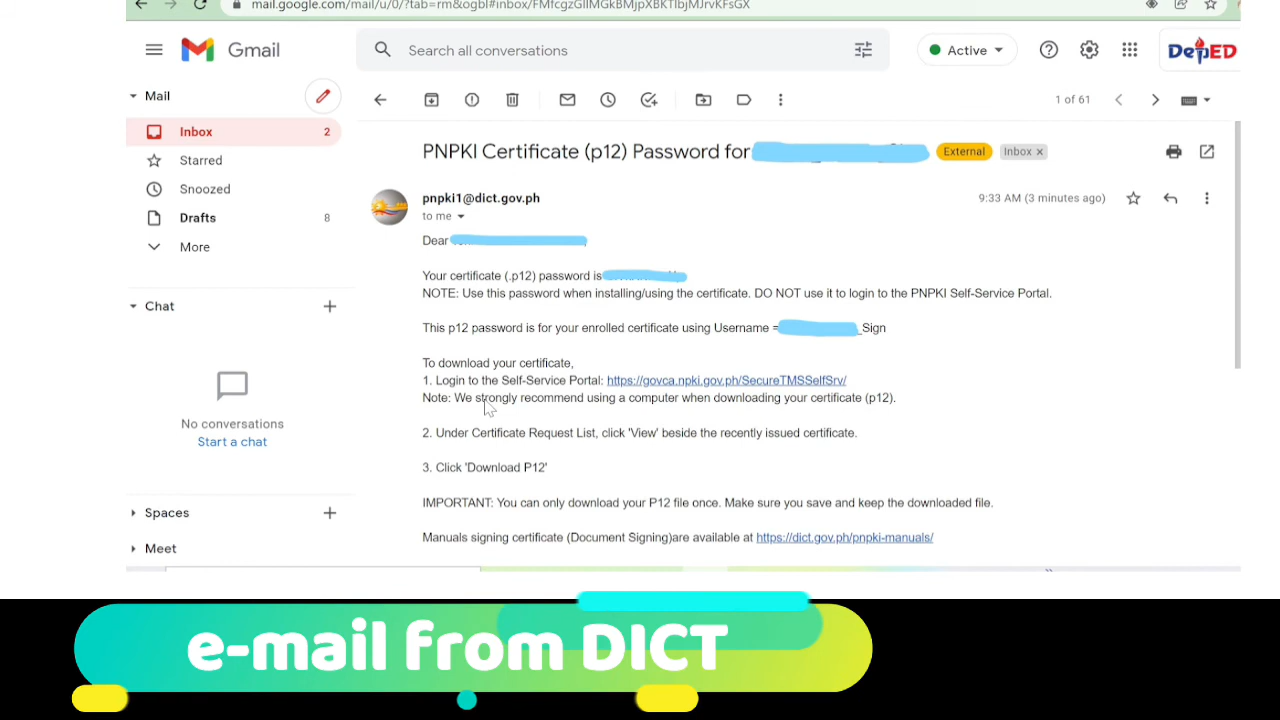 mail.google.com/mail/u/0/?tab=rm&ogbl#inbox/FMfcgzGllMGkBMjpXBKTlbjMJrvKFsGX
Gmail
Search all conversations
Active
DepED
Mail
1 of 61
Inbox 2
PNPKI Certificate (p12) Password for
External
Inbox ×
Starred
Snoozed
pnpki1@dict.gov.ph
9:33 AM (3 minutes ago)
to me
Drafts 8
Dear
More
Your certificate (.p12) password is
NOTE: Use this password when installing/using the certificate. DO NOT use it to login to the PNPKI Self-Service Portal.
Chat
This p12 password is for your enrolled certificate using Username = _Sign
To download your certificate,
1. Login to the Self-Service Portal: https://govca.npki.gov.ph/SecureTMSSelfSrv/
Note: We strongly recommend using a computer when downloading your certificate (p12).
No conversations
Start a chat
2. Under Certificate Request List, click 'View' beside the recently issued certificate.
3. Click 'Download P12'
IMPORTANT: You can only download your P12 file once. Make sure you save and keep the downloaded file.
Spaces
Manuals signing certificate (Document Signing)are available at https://dict.gov.ph/pnpki-manuals/
Meet
e-mail from DICT